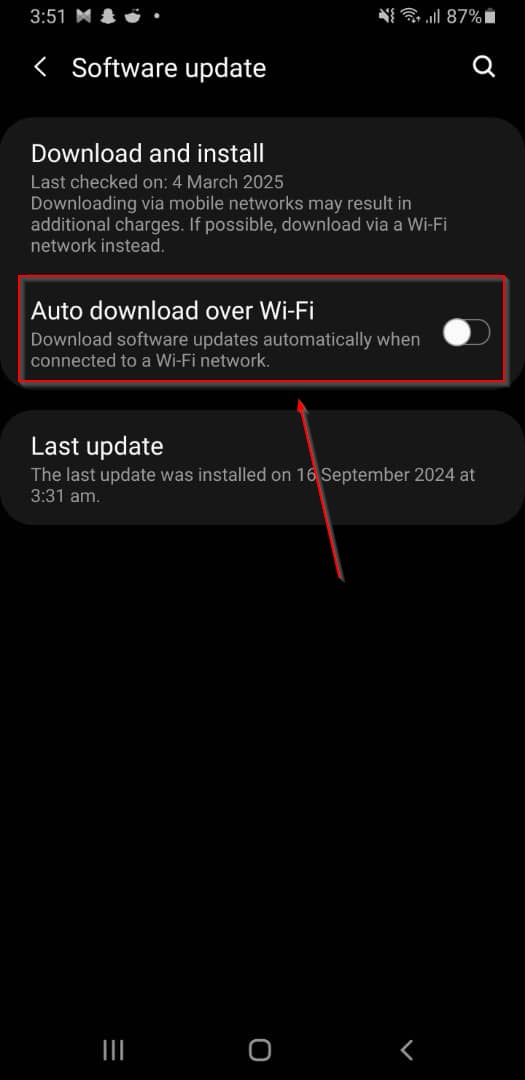 3:51 87%
Software update
Download and install
Last checked on: 4 March 2025
Downloading via mobile networks may result in
additional charges. If possible, download via a Wi-Fi
network instead.
Auto download over Wi-Fi
Download software updates automatically when
connected to a Wi-Fi network.
Last update
The last update was installed on 16 September 2024 at
3:31 am.